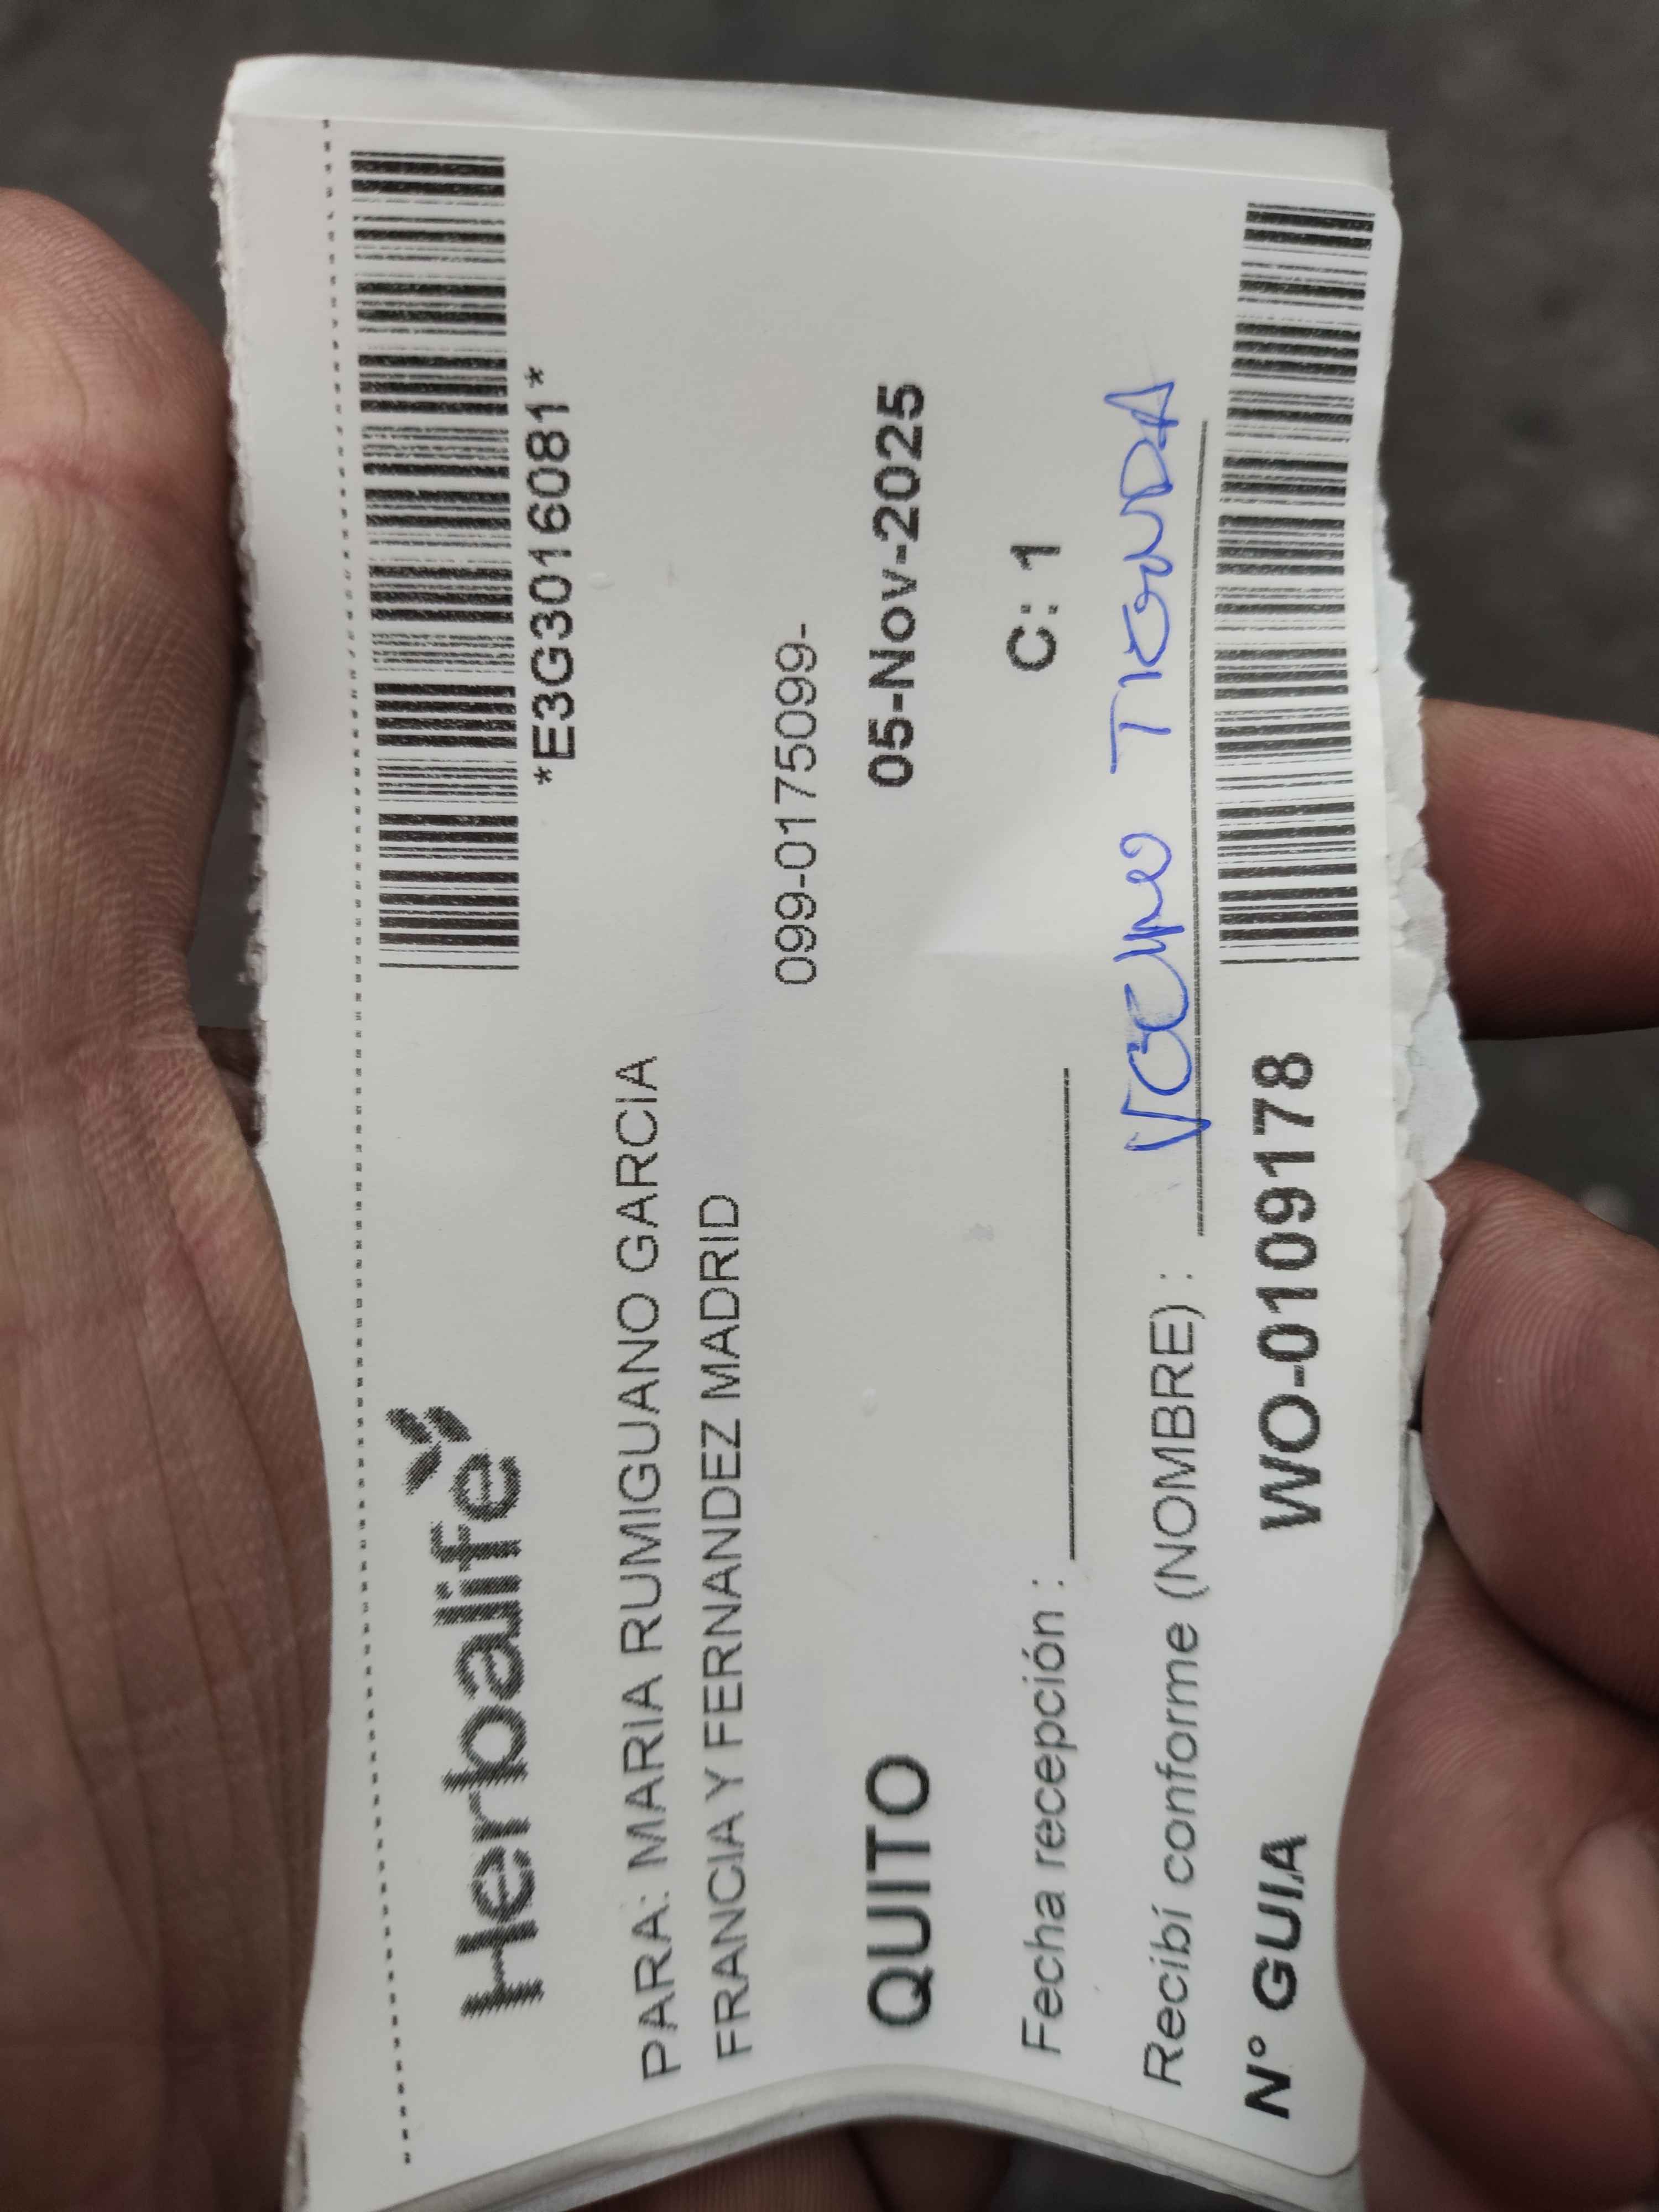 Herbalife
*E3G3016081*
PARA: MARIA RUMIGUANO GARCIA
FRANCIA Y FERNANDEZ MADRID
099-0175099-
QUITO 05-Nov-2025
Fecha recepción : C: 1
Recibí conforme (NOMBRE) :
N° GUIA WO-0109178